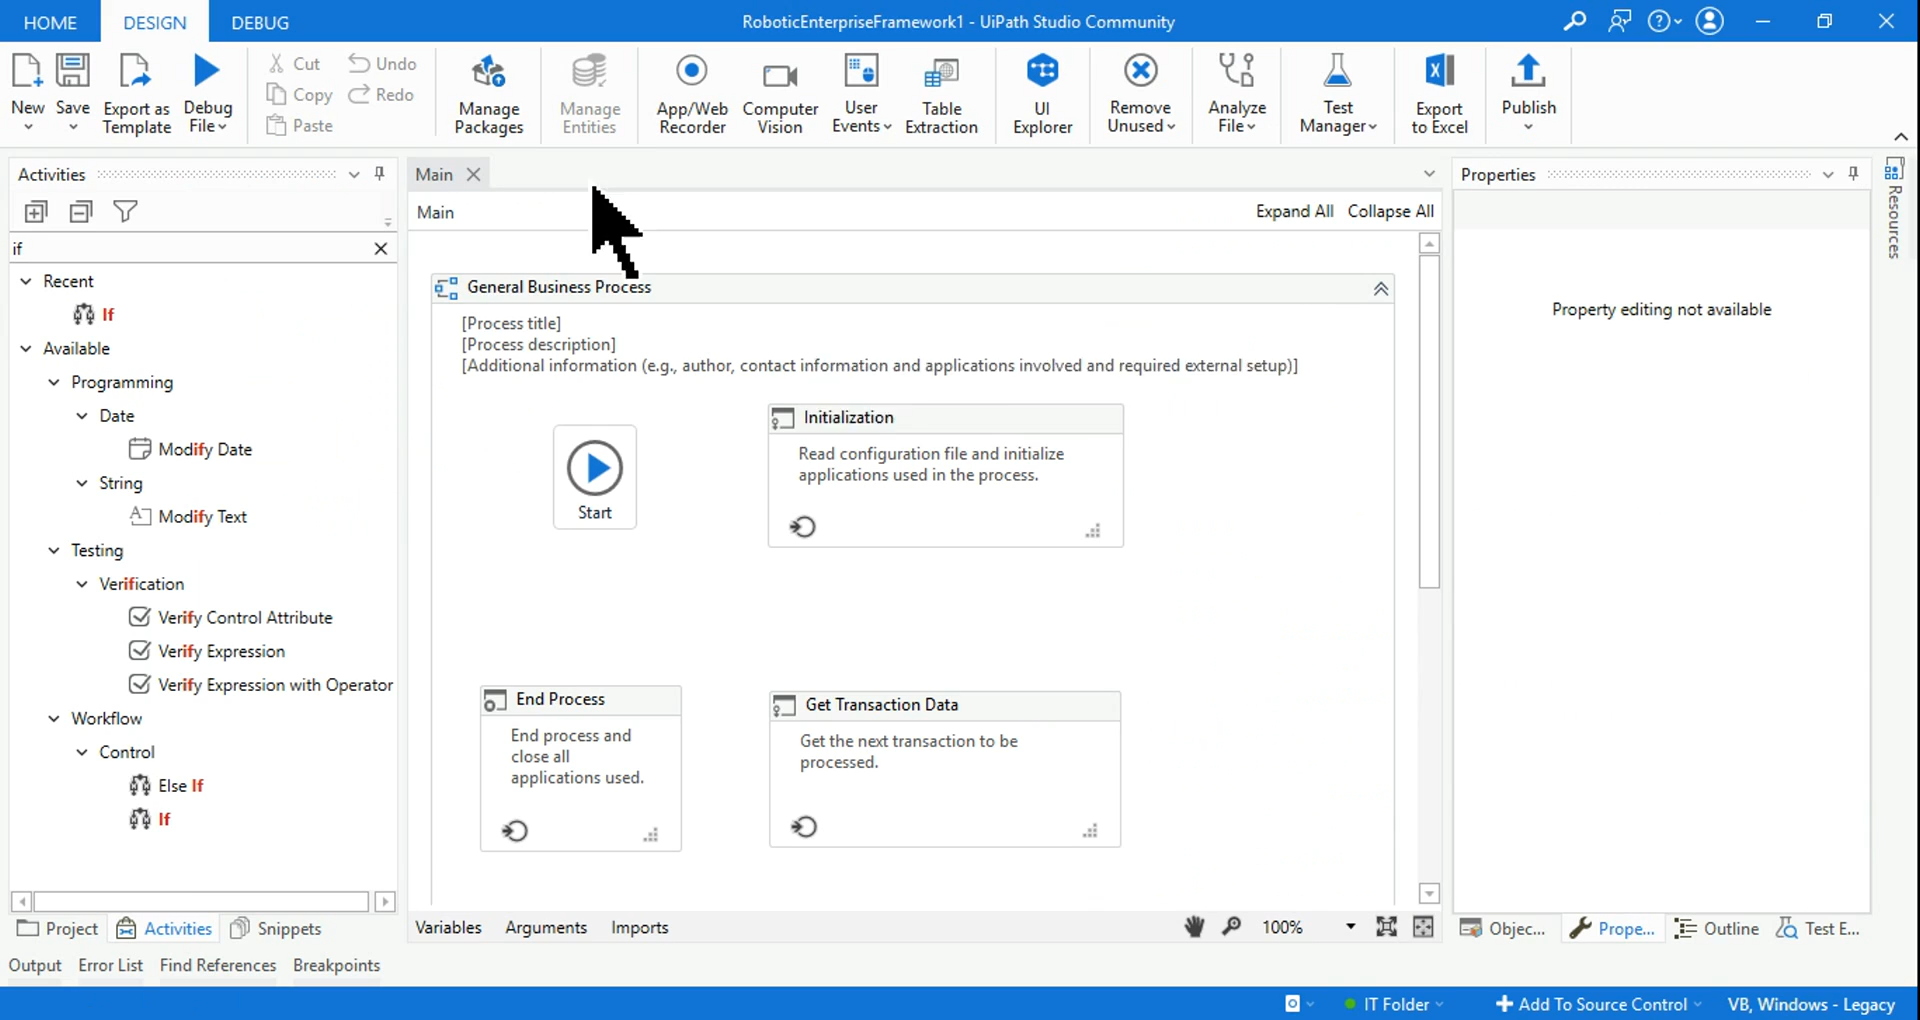 HOME DESIGN DEBUG RoboticEnterpriseFramework1 - UiPath Studio Community
New Save Export as Template Debug File Cut Copy Paste Undo Redo Manage Packages Manage Entities App/Web Recorder Computer Vision User Events Table Extraction UI Explorer Remove Unused Analyze File Test Manager Export to Excel Publish
Activities
if
Recent
If
Available
Programming
Date
Modify Date
String
Modify Text
Testing
Verification
Verify Control Attribute
Verify Expression
Verify Expression with Operator
Workflow
Control
Else If
If
Project Activities Snippets
Main
Main Expand All Collapse All
General Business Process
[Process title]
[Process description]
[Additional information (e.g., author, contact information and applications involved and required external setup)]
Start
Initialization
Read configuration file and initialize
applications used in the process.
End Process
End process and
close all
applications used.
Get Transaction Data
Get the next transaction to be
processed.
Variables Arguments Imports 100%
Properties
Property editing not available
Resources
Objec... Prope... Outline Test E...
Output Error List Find References Breakpoints
IT Folder Add To Source Control VB, Windows - Legacy